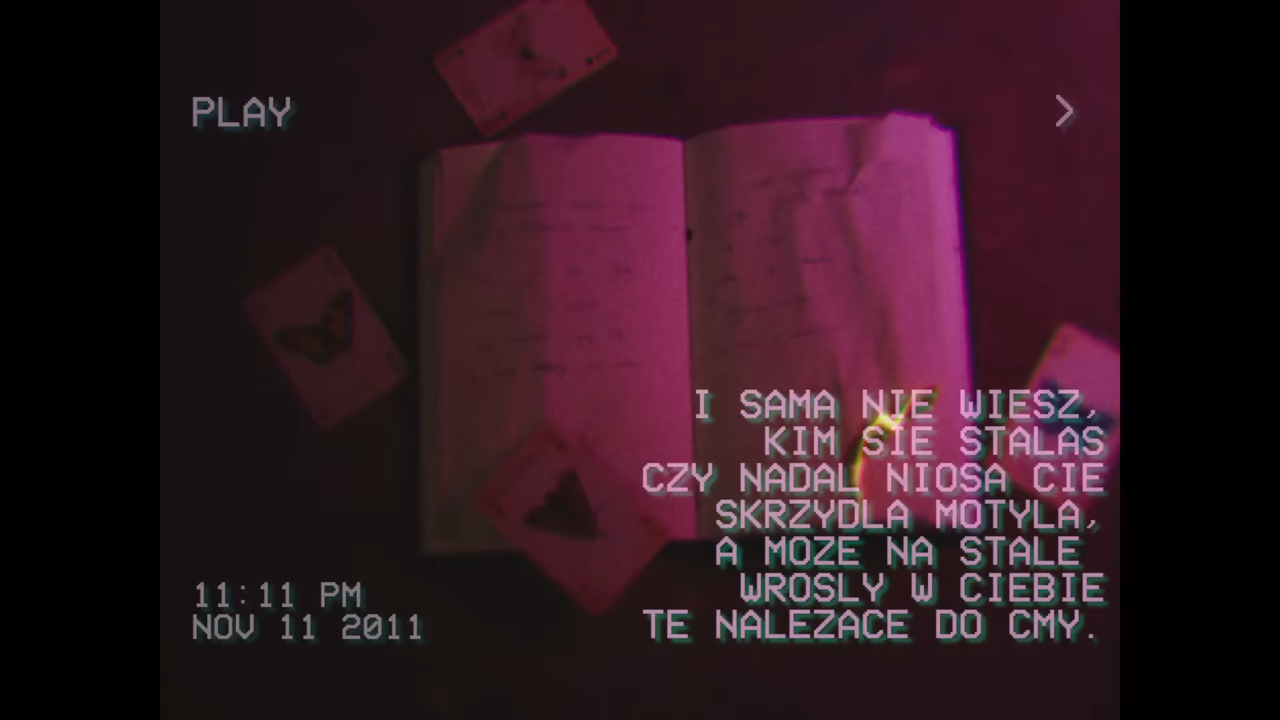 PLAY >
I SAMA NIE WIESZ,
KIM SIE STALAS
CZY NADAL NIOSA CIE
SKRZYDLA MOTYLA,
A MOZE NA STALE
WROSLY W CIEBIE
TE NALEZACE DO CMY.
11:11 PM
NOV 11 2011